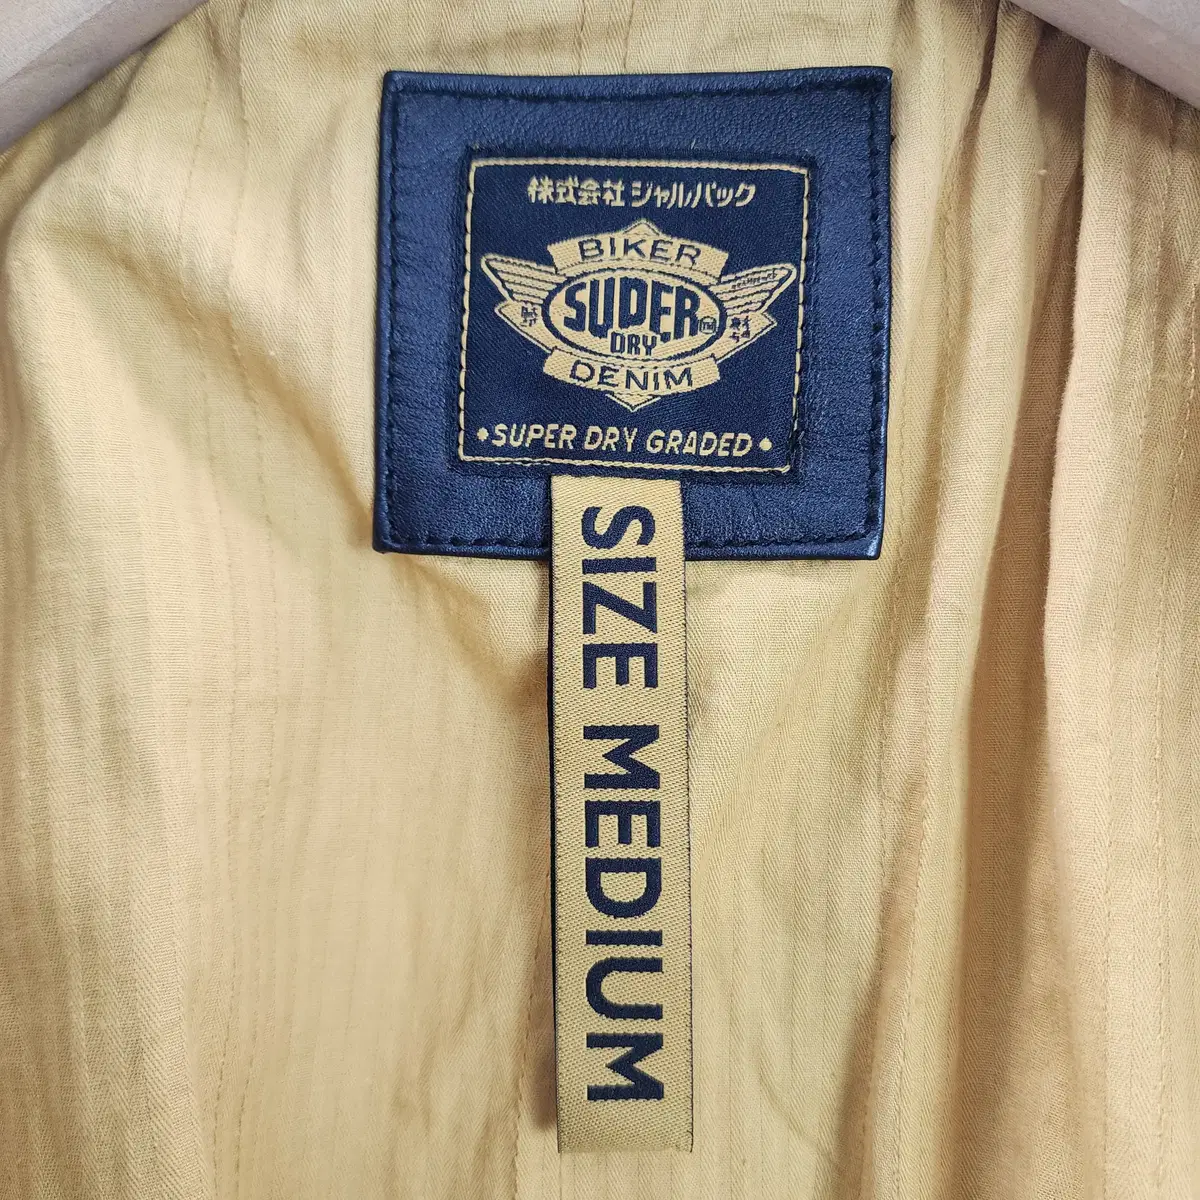 株式会社ジャルパック
BIKER
SUPER
TM
DRY
DENIM
•SUPER DRY GRADED•
SIZE MEDIUM